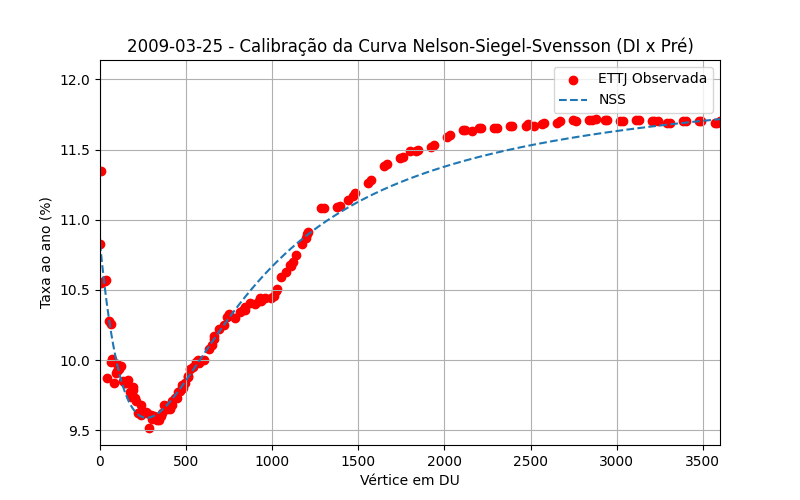 2009-03-25 - Calibração da Curva Nelson-Siegel-Svensson (DI x Pré)
ETTJ Observada
NSS
Taxa ao ano (%)
12.0
11.5
11.0
10.5
10.0
9.5
0 500 1000 1500 2000 2500 3000 3500
Vértice em DU